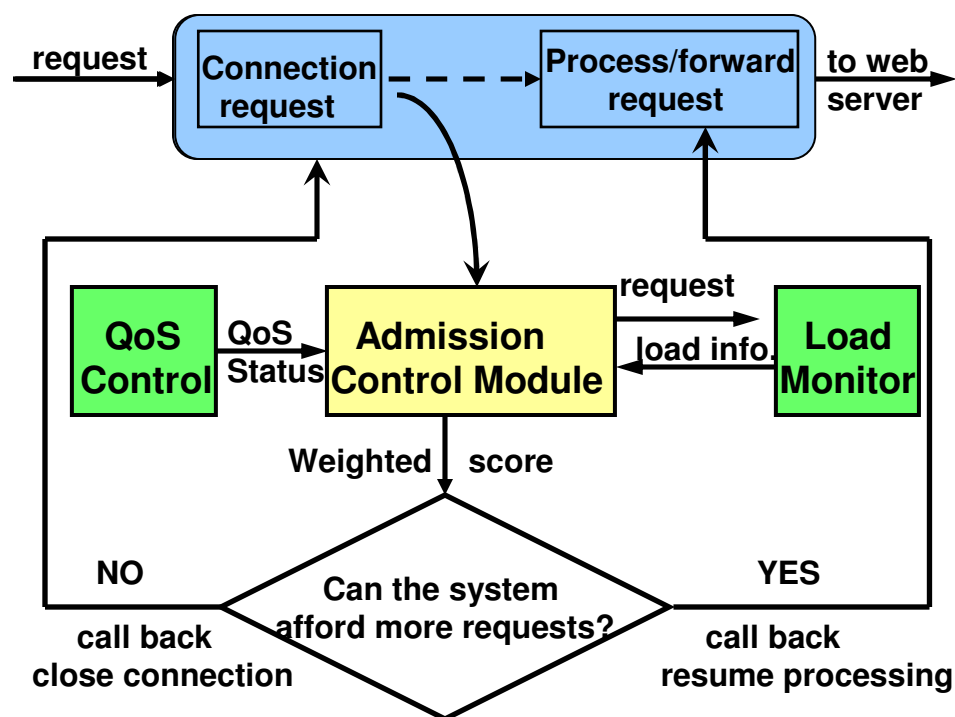 request
Connection
request
Process/forward
request
to web
server
QoS
Control
QoS
Status
Admission
Control Module
request
load info.
Load
Monitor
Weighted score
NO
Can the system
afford more requests?
YES
call back
close connection
call back
resume processing